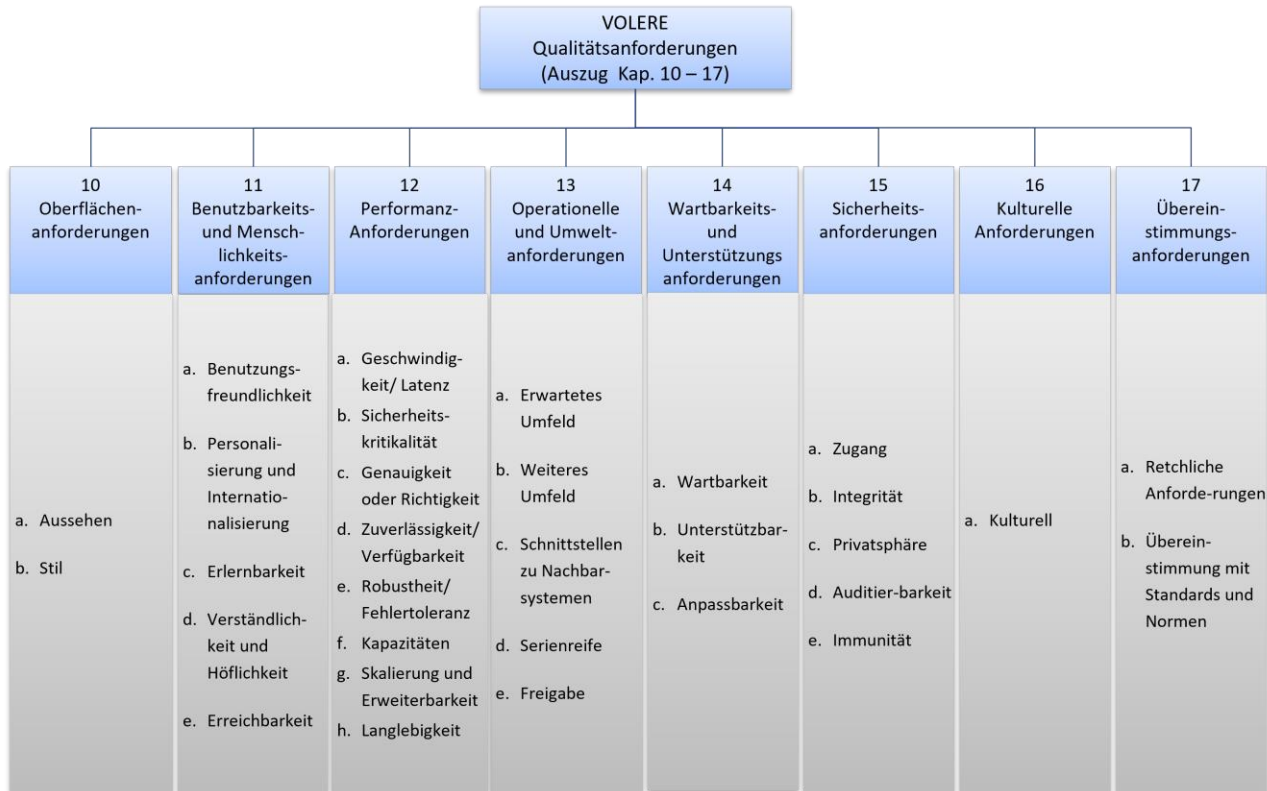 VOLERE
Qualitätsanforderungen
(Auszug Kap. 10 – 17)
10
Oberflächen-
anforderungen
11
Benutzbarkeits-
und Mensch-
lichkeits-
anforderungen
12
Performanz-
Anforderungen
13
Operationelle
und Umwelt-
anforderungen
14
Wartbarkeits-
und
Unterstützungs
anforderungen
15
Sicherheits-
anforderungen
16
Kulturelle
Anforderungen
17
Überein-
stimmungs-
anforderungen
a. Aussehen
b. Stil
a. Benutzungs-
freundlichkeit
b. Personali-
sierung und
Internatio-
nalisierung
c. Erlernbarkeit
d. Verständlich-
keit und
Höflichkeit
e. Erreichbarkeit
a. Geschwindig-
keit/ Latenz
b. Sicherheits-
kritikalität
c. Genauigkeit
oder Richtigkeit
d. Zuverlässigkeit/
Verfügbarkeit
e. Robustheit/
Fehlertoleranz
f. Kapazitäten
g. Skalierung und
Erweiterbarkeit
h. Langlebigkeit
a. Erwartetes
Umfeld
b. Weiteres
Umfeld
c. Schnittstellen
zu Nachbar-
systemen
d. Serienreife
e. Freigabe
a. Wartbarkeit
b. Unterstützbar-
keit
c. Anpassbarkeit
a. Zugang
b. Integrität
c. Privatsphäre
d. Auditier-barkeit
e. Immunität
a. Kulturell
a. Retchliche
Anforde-rungen
b. Überein-
stimmung mit
Standards und
Normen